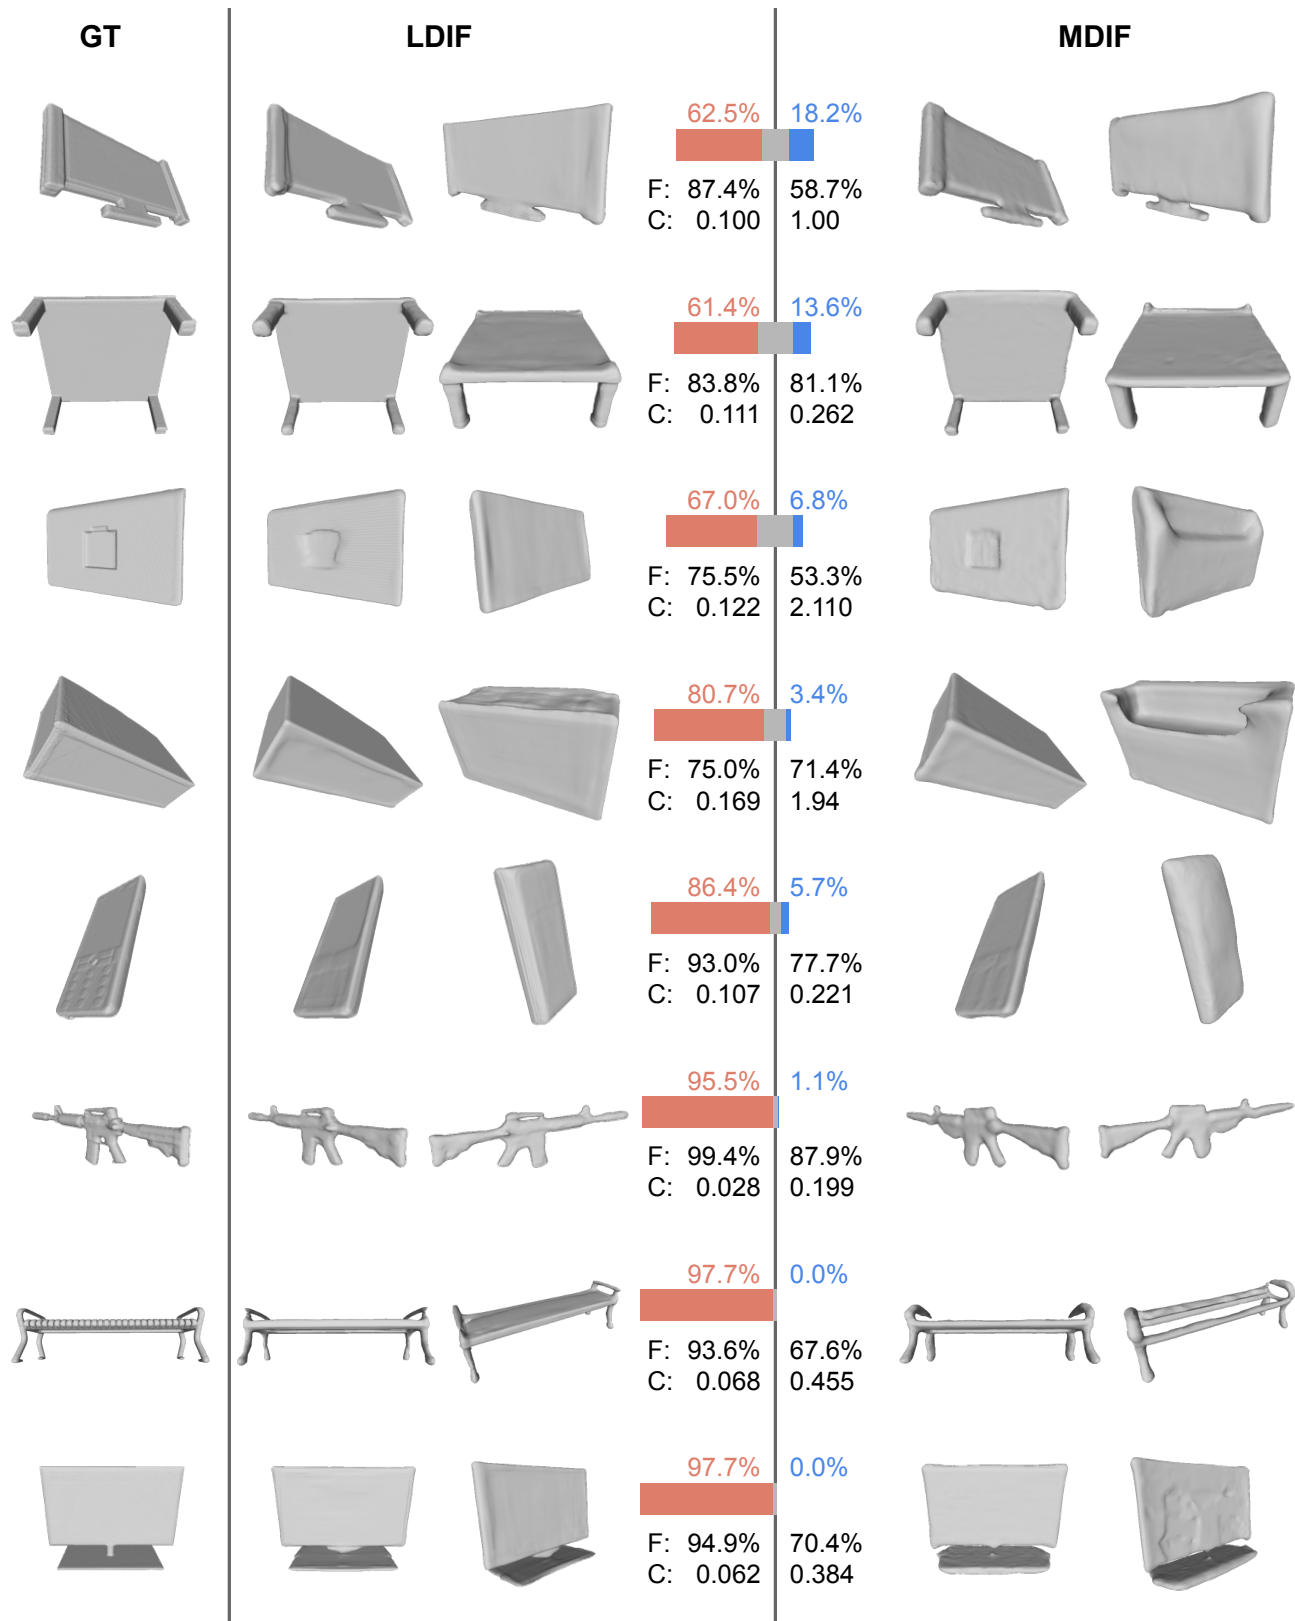 GT LDIF MDIF
62.5% 18.2%
F: 87.4% 58.7%
C: 0.100 1.00
61.4% 13.6%
F: 83.8% 81.1%
C: 0.111 0.262
67.0% 6.8%
F: 75.5% 53.3%
C: 0.122 2.110
80.7% 3.4%
F: 75.0% 71.4%
C: 0.169 1.94
86.4% 5.7%
F: 93.0% 77.7%
C: 0.107 0.221
95.5% 1.1%
F: 99.4% 87.9%
C: 0.028 0.199
97.7% 0.0%
F: 93.6% 67.6%
C: 0.068 0.455
97.7% 0.0%
F: 94.9% 70.4%
C: 0.062 0.384